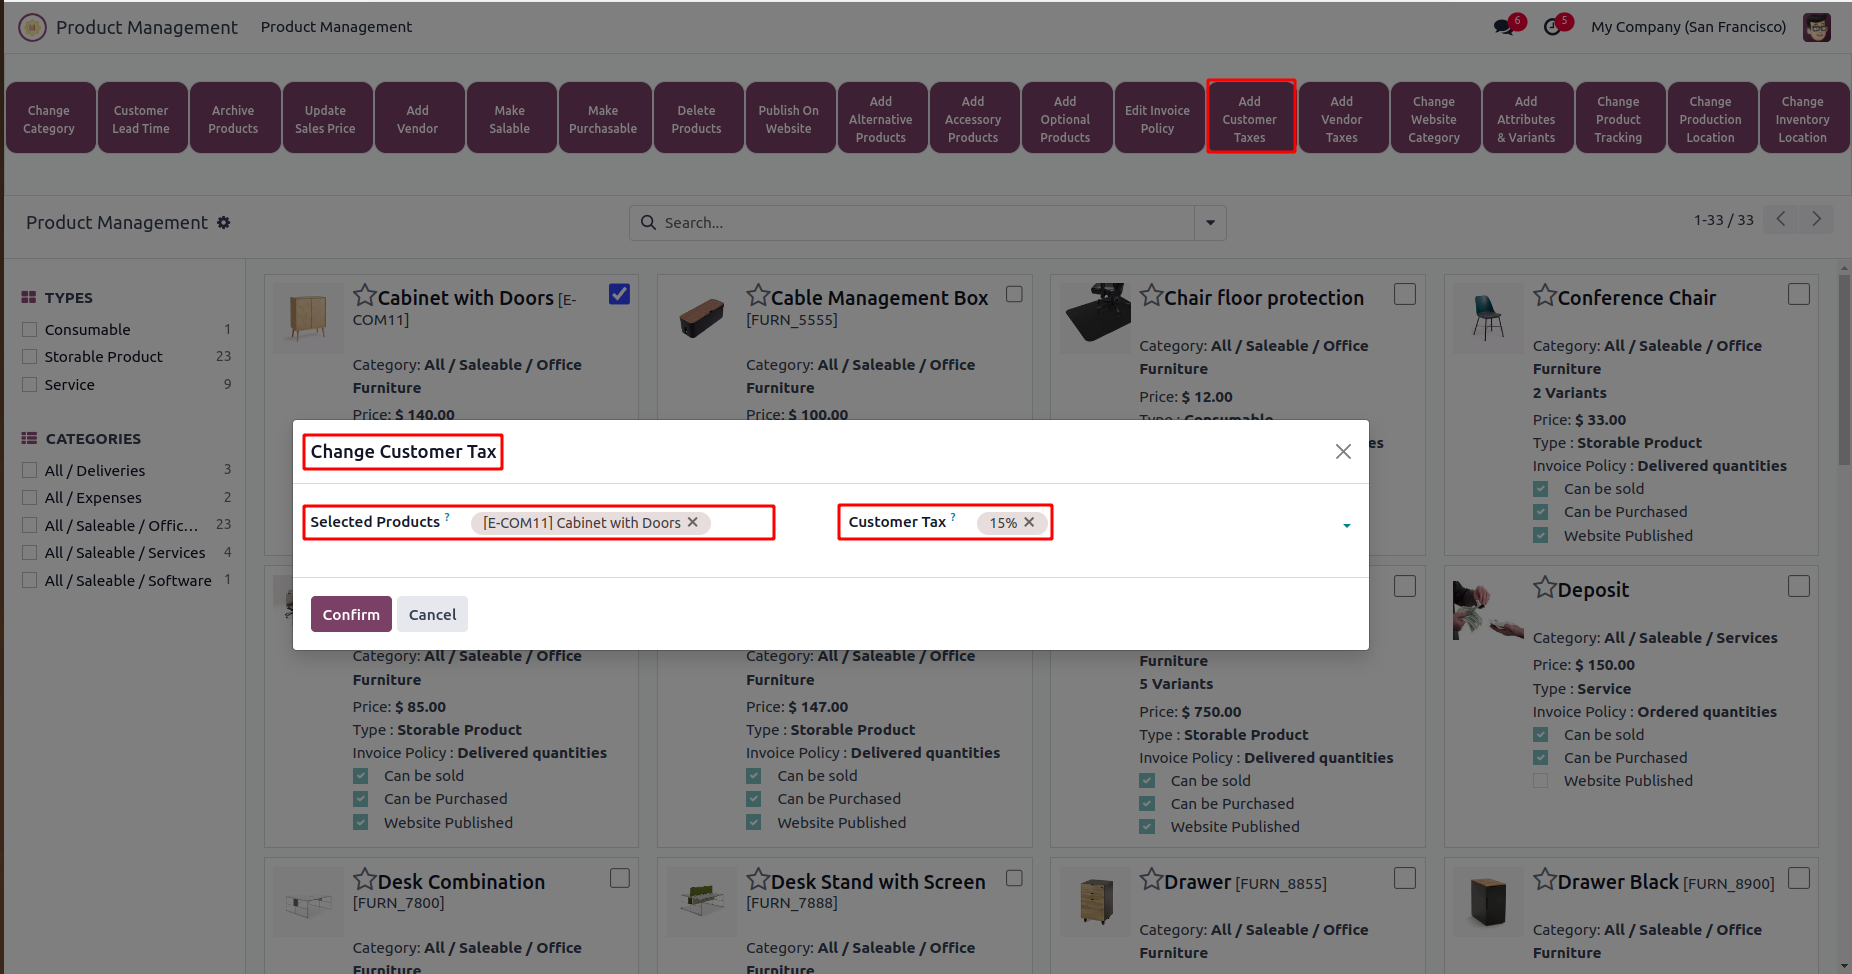 Product Management
Product Management
6
5
My Company (San Francisco)
Change Category
Customer Lead Time
Archive Products
Update Sales Price
Add Vendor
Make Salable
Make Purchasable
Delete Products
Publish On Website
Add Alternative Products
Add Accessory Products
Add Optional Products
Edit Invoice Policy
Add Customer Taxes
Add Vendor Taxes
Change Website Category
Add Attributes & Variants
Change Product Tracking
Change Production Location
Change Inventory Location
Product Management
Search...
1-33 / 33
TYPES
Consumable 1
Storable Product 23
Service 9
CATEGORIES
All / Deliveries 3
All / Expenses 2
All / Saleable / Offic... 23
All / Saleable / Services 4
All / Saleable / Software 1
Cabinet with Doors [E-
COM11]
Category: All / Saleable / Office
Furniture
Price: $ 140.00
Cable Management Box
[FURN_5555]
Category: All / Saleable / Office
Furniture
Price: $ 100.00
Chair floor protection
Category: All / Saleable / Office
Furniture
Price: $ 12.00
Type : Consumable
es
Conference Chair
Category: All / Saleable / Office
Furniture
2 Variants
Price: $ 33.00
Type : Storable Product
Invoice Policy : Delivered quantities
Can be sold
Can be Purchased
Website Published
Change Customer Tax
Selected Products ?
[E-COM11] Cabinet with Doors
Customer Tax ?
15%
Confirm
Cancel
Category: All / Saleable / Office
Furniture
Price: $ 85.00
Type : Storable Product
Invoice Policy : Delivered quantities
Can be sold
Can be Purchased
Website Published
Category: All / Saleable / Office
Furniture
Price: $ 147.00
Type : Storable Product
Invoice Policy : Delivered quantities
Can be sold
Can be Purchased
Website Published
Furniture
5 Variants
Price: $ 750.00
Type : Storable Product
Invoice Policy : Delivered quantities
Can be sold
Can be Purchased
Website Published
Deposit
Category: All / Saleable / Services
Price: $ 150.00
Type : Service
Invoice Policy : Ordered quantities
Can be sold
Can be Purchased
Website Published
Desk Combination
[FURN_7800]
Category: All / Saleable / Office
Furniture
Desk Stand with Screen
[FURN_7888]
Category: All / Saleable / Office
Furniture
Drawer [FURN_8855]
Category: All / Saleable / Office
Furniture
Drawer Black [FURN_8900]
Category: All / Saleable / Office
Furniture